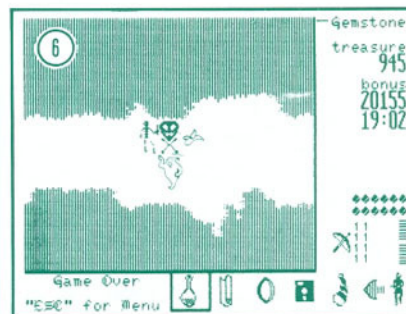 6
Gemstone
treasure
945
bonus
20155
19:02
Game Over
"ESC" for Menu